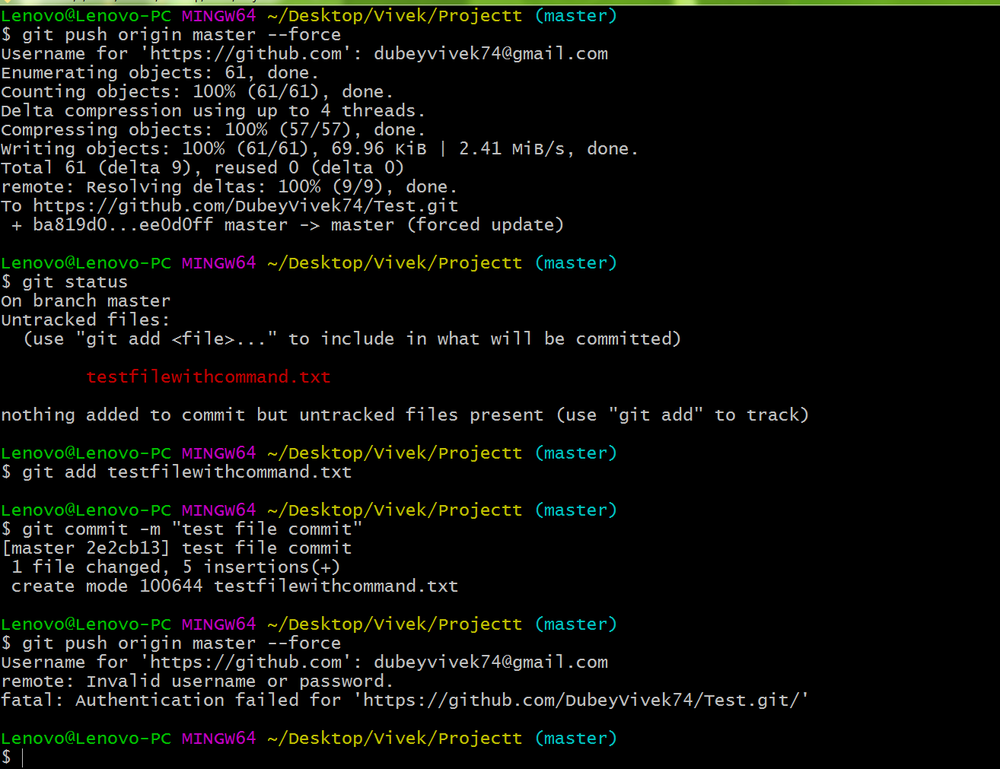 Lenovo@Lenovo-PC MINGW64 ~/Desktop/Vivek/Projectt (master)
$ git push origin master --force
Username for 'https://github.com': dubeyvivek74@gmail.com
Enumerating objects: 61, done.
Counting objects: 100% (61/61), done.
Delta compression using up to 4 threads.
Compressing objects: 100% (57/57), done.
Writing objects: 100% (61/61), 69.96 KiB | 2.41 MiB/s, done.
Total 61 (delta 9), reused 0 (delta 0)
remote: Resolving deltas: 100% (9/9), done.
To https://github.com/DubeyVivek74/Test.git
 + ba819d0...ee0d0ff master -> master (forced update)

Lenovo@Lenovo-PC MINGW64 ~/Desktop/Vivek/Projectt (master)
$ git status
On branch master
Untracked files:
  (use "git add <file>..." to include in what will be committed)

        testfilewithcommand.txt

nothing added to commit but untracked files present (use "git add" to track)

Lenovo@Lenovo-PC MINGW64 ~/Desktop/Vivek/Projectt (master)
$ git add testfilewithcommand.txt

Lenovo@Lenovo-PC MINGW64 ~/Desktop/Vivek/Projectt (master)
$ git commit -m "test file commit"
[master 2e2cb13] test file commit
 1 file changed, 5 insertions(+)
 create mode 100644 testfilewithcommand.txt

Lenovo@Lenovo-PC MINGW64 ~/Desktop/Vivek/Projectt (master)
$ git push origin master --force
Username for 'https://github.com': dubeyvivek74@gmail.com
remote: Invalid username or password.
fatal: Authentication failed for 'https://github.com/DubeyVivek74/Test.git/'

Lenovo@Lenovo-PC MINGW64 ~/Desktop/Vivek/Projectt (master)
$